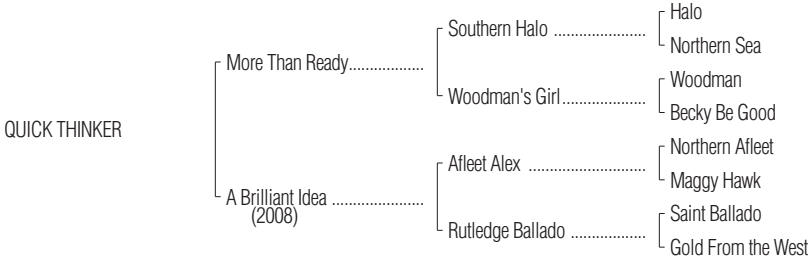 Halo
Southern Halo ......................
Northern Sea
More Than Ready..................
Woodman
Woodman's Girl....................
Becky Be Good
QUICK THINKER
Northern Afleet
Afleet Alex ............................
Maggy Hawk
A Brilliant Idea ......................
(2008)
Saint Ballado
Rutledge Ballado ..................
Gold From the West